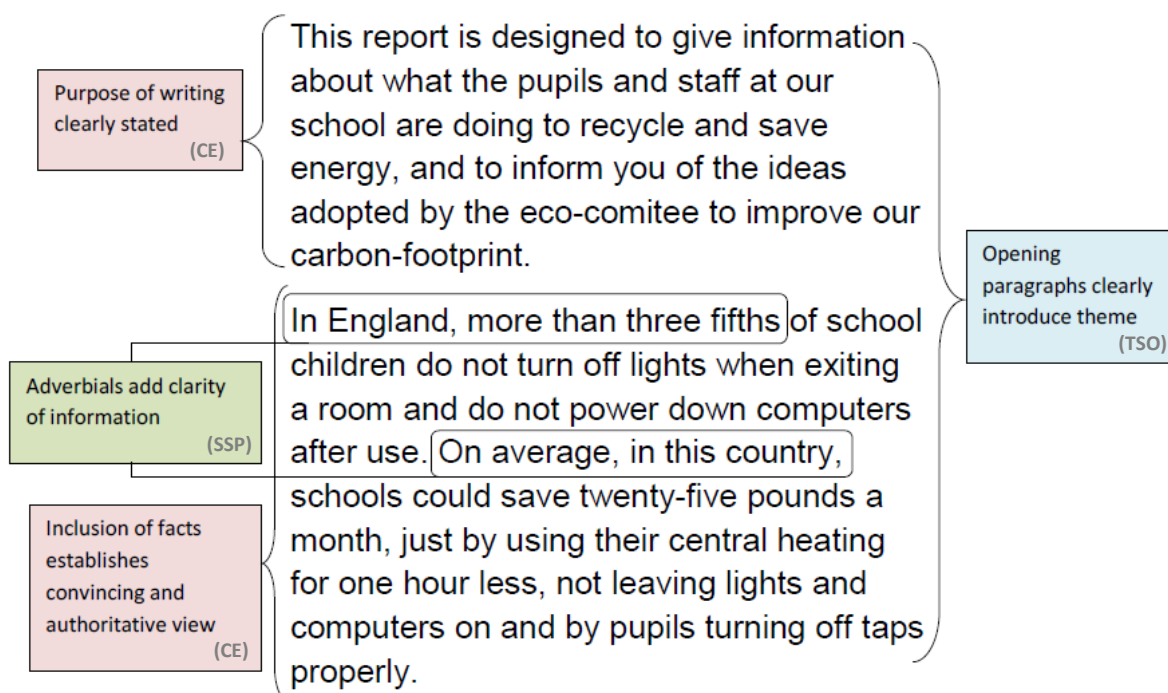 This report is designed to give information
about what the pupils and staff at our
school are doing to recycle and save
energy, and to inform you of the ideas
adopted by the eco-comitee to improve our
carbon-footprint.
In England, more than three fifths of school
children do not turn off lights when exiting
a room and do not power down computers
after use. On average, in this country,
schools could save twenty-five pounds a
month, just by using their central heating
for one hour less, not leaving lights and
computers on and by pupils turning off taps
properly.
Purpose of writing
clearly stated
(CE)
Adverbials add clarity
of information
(SSP)
Inclusion of facts
establishes
convincing and
authoritative view
(CE)
Opening
paragraphs clearly
introduce theme
(TSO)